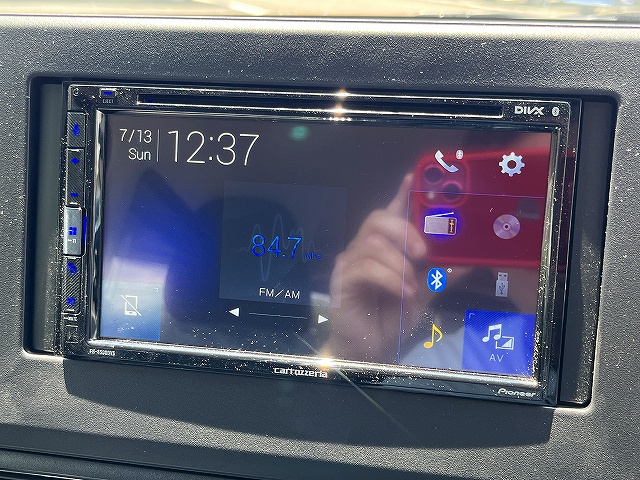 DIVX
7/13
Sun
12:37
84.7 MHz
FM/AM
AV
carrozzeria
Pioneer